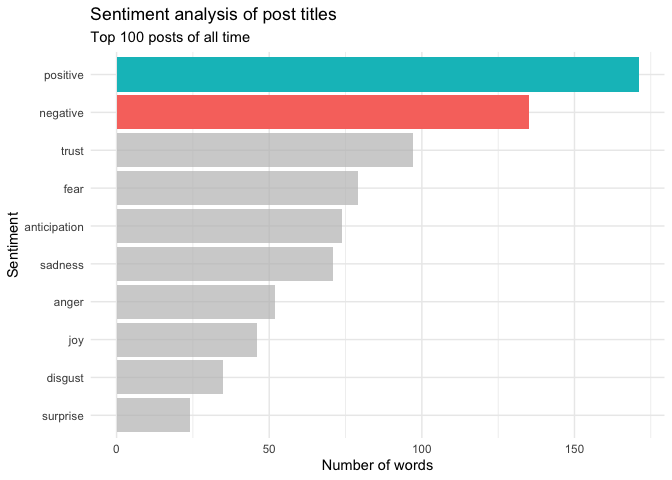 Sentiment analysis of post titles
Top 100 posts of all time
positive
negative
trust
fear
anticipation
sadness
anger
joy
disgust
surprise
Sentiment
0 50 100 150
Number of words